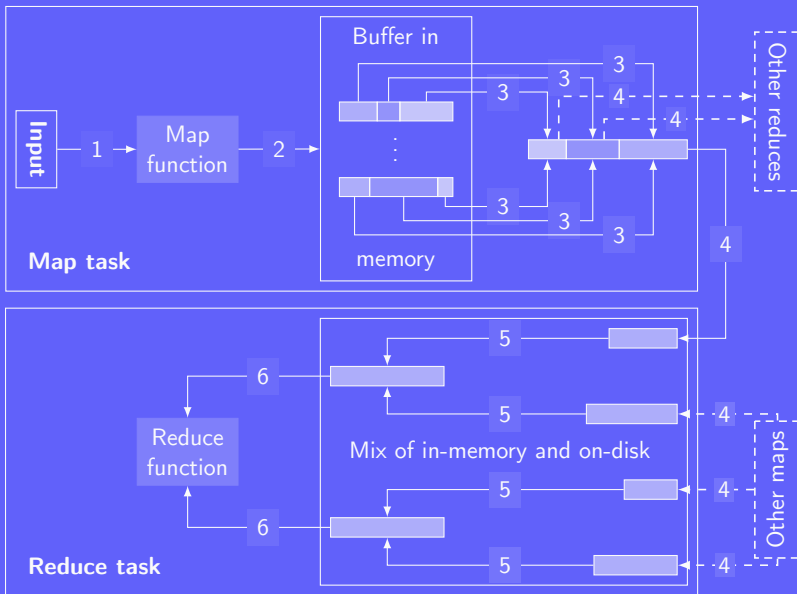 Buffer in
3
3
3
4
4
Other reduces
Input
1
Map
function
2
3
3
3
4
memory
Map task
5
6
5
4
Reduce
function
Mix of in-memory and on-disk
Other maps
5
4
6
5
4
Reduce task